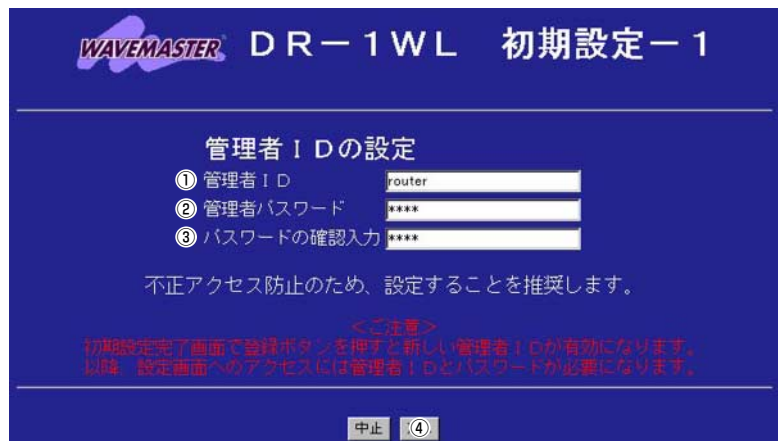 WAVEMASTER DR－1WL 初期設定－1
管理者IDの設定
① 管理者ID router
② 管理者パスワード ****
③ パスワードの確認入力 ****
不正アクセス防止のため、設定することを推奨します。
<ご注意>
初期設定完了画面で登録ボタンを押すと新しい管理者IDが有効になります。
以降、設定画面へのアクセスには管理者IDとパスワードが必要になります。
中止 ④